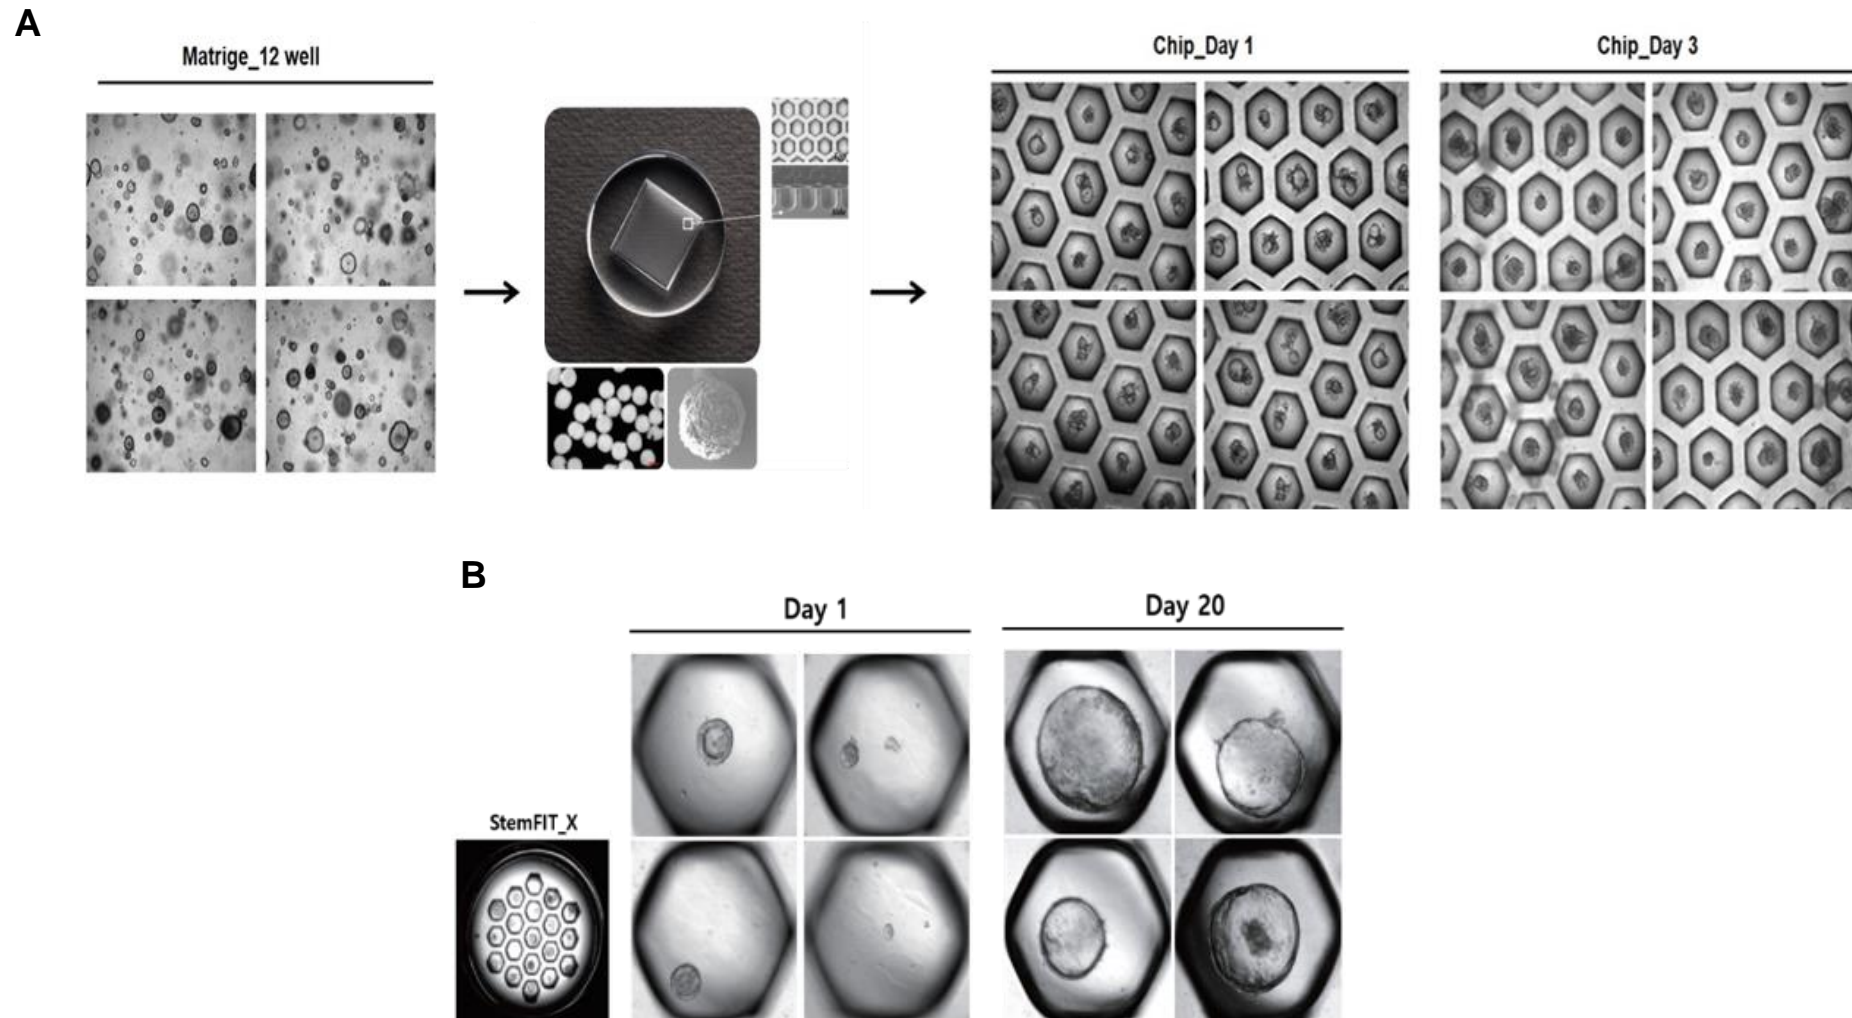 A
Matrige_12 well
Chip_Day 1
Chip_Day 3
B
Day 1
Day 20
StemFIT_X